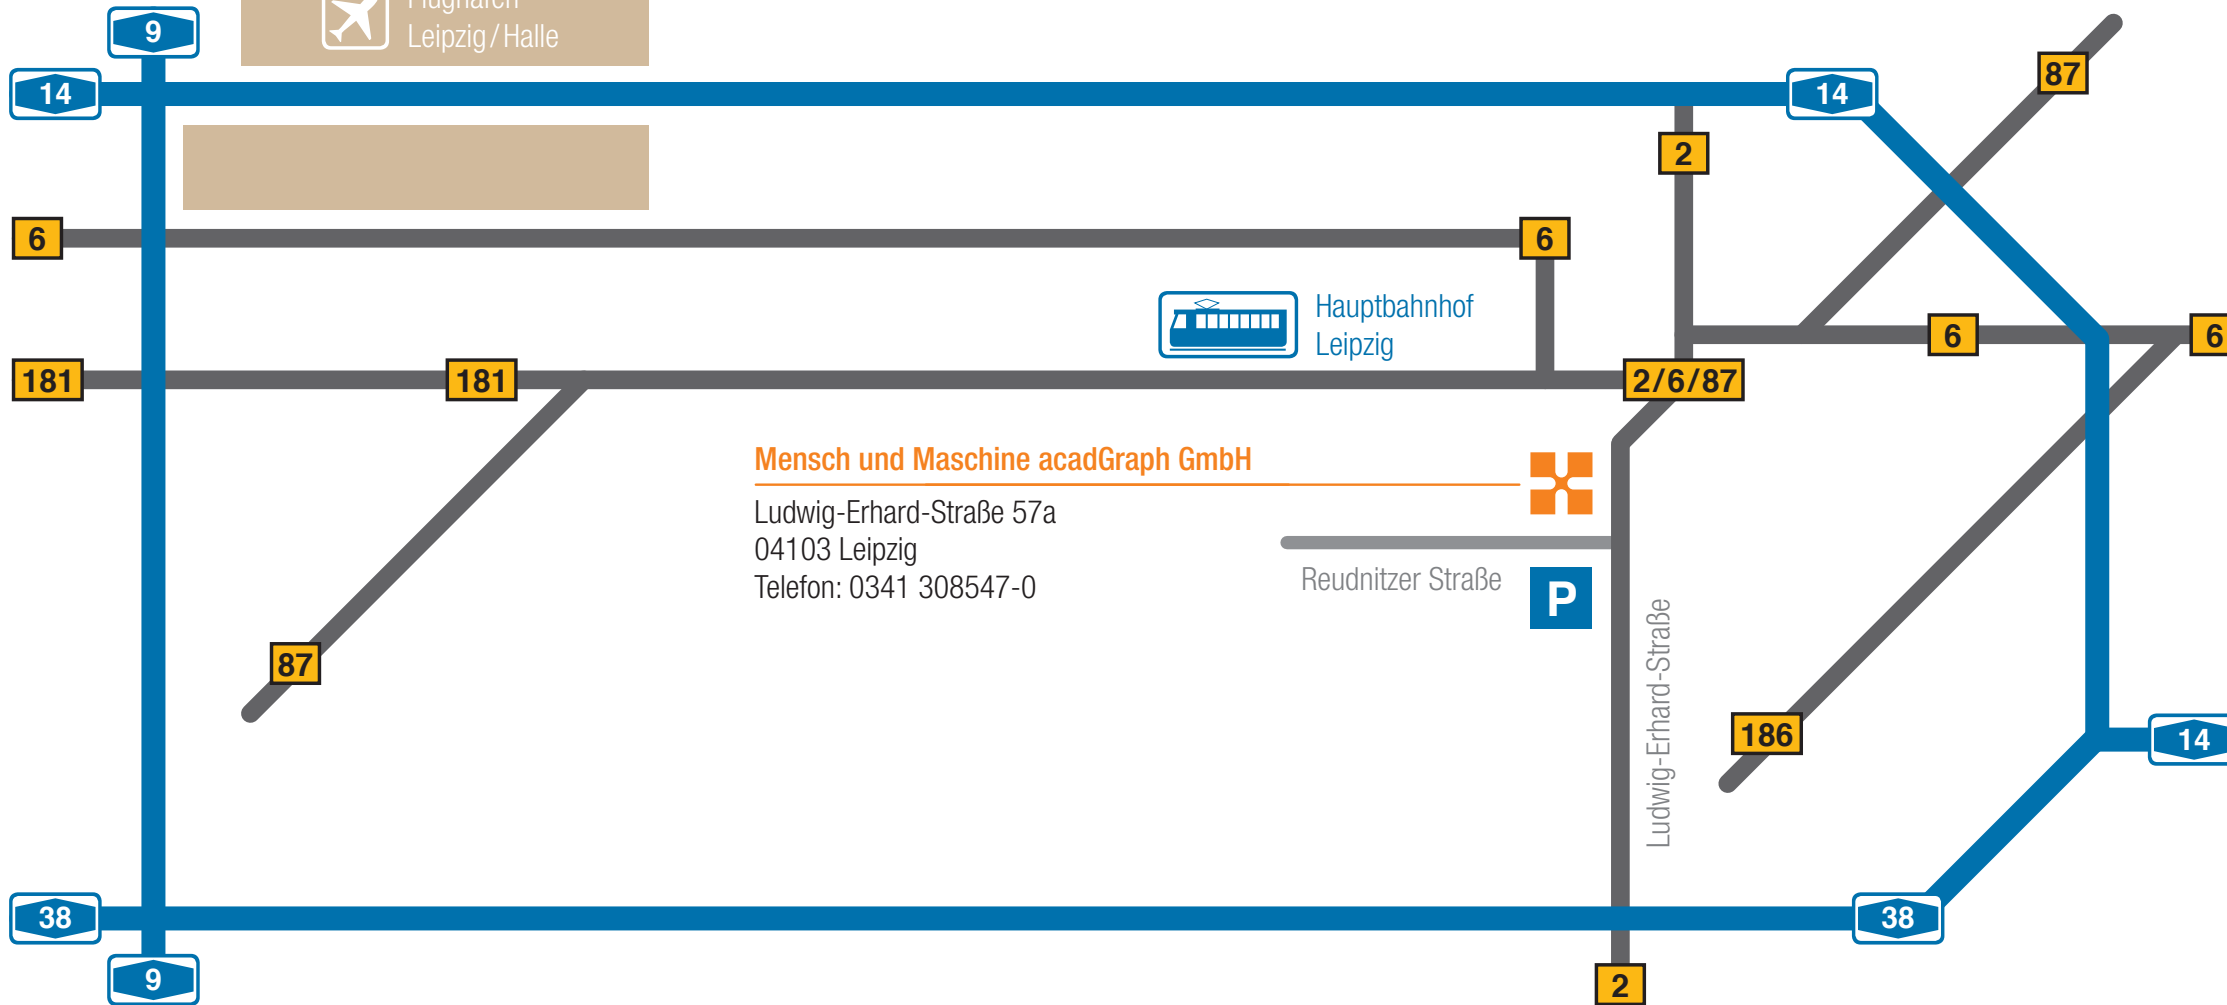 Flughafen
Leipzig/Halle
9
14
14
87
2
6
6
Hauptbahnhof
Leipzig
6
6
181
181
2/6/87
Mensch und Maschine acadGraph GmbH
Ludwig-Erhard-Straße 57a
04103 Leipzig
Telefon: 0341 308547-0
Reudnitzer Straße
P
Ludwig-Erhard-Straße
87
186
14
38
38
9
2